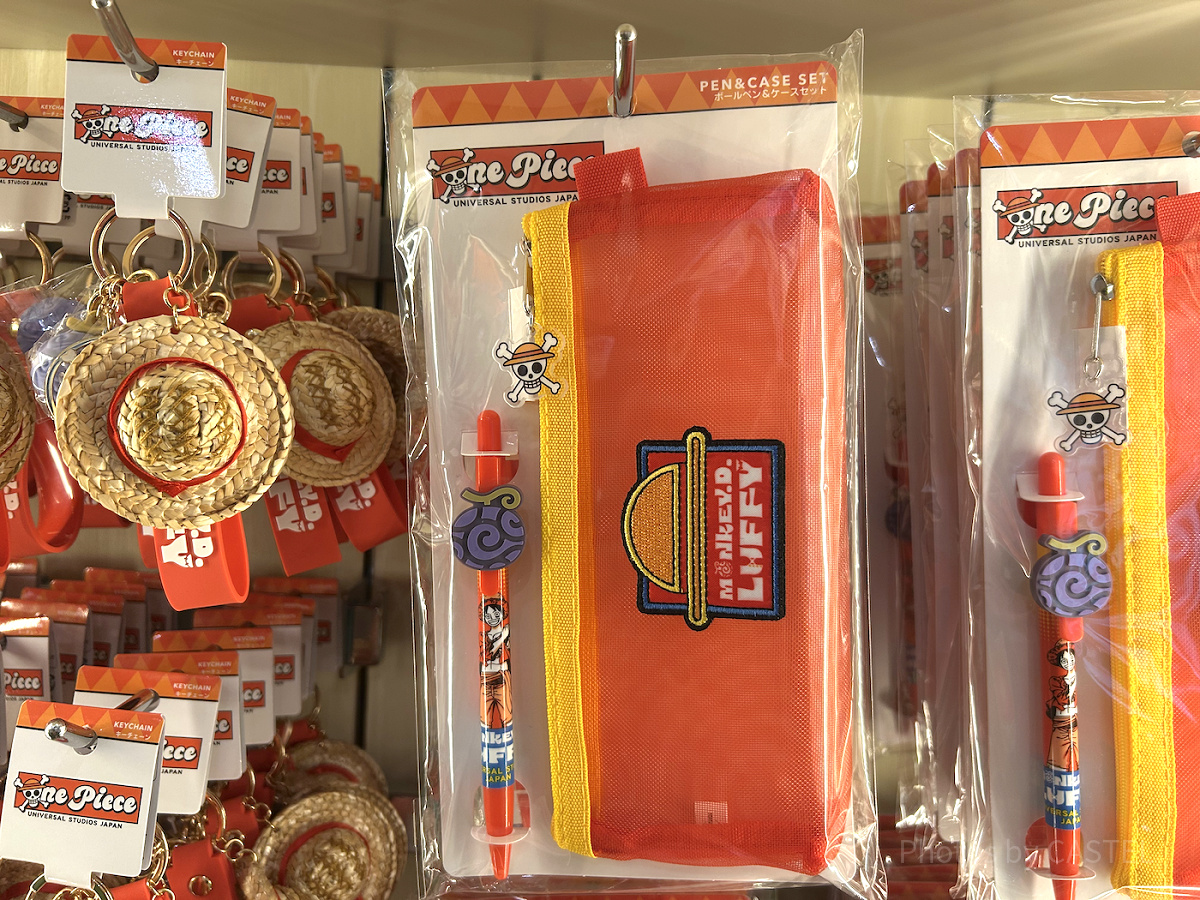 KEYCHAIN
キーチェーン
One Piece
UNIVERSAL STUDIOS JAPAN
PEN&CASE SET
ボールペン&ケースセット
One Piece
UNIVERSAL STUDIOS JAPAN
MONKEY.D.
LUFFY
One Piece
UNIVERSAL STUDIOS JAPAN
KEYCHAIN
キーチェーン
KEYCHAIN
キーチェーン
One Piece
UNIVERSAL STUDIOS JAPAN